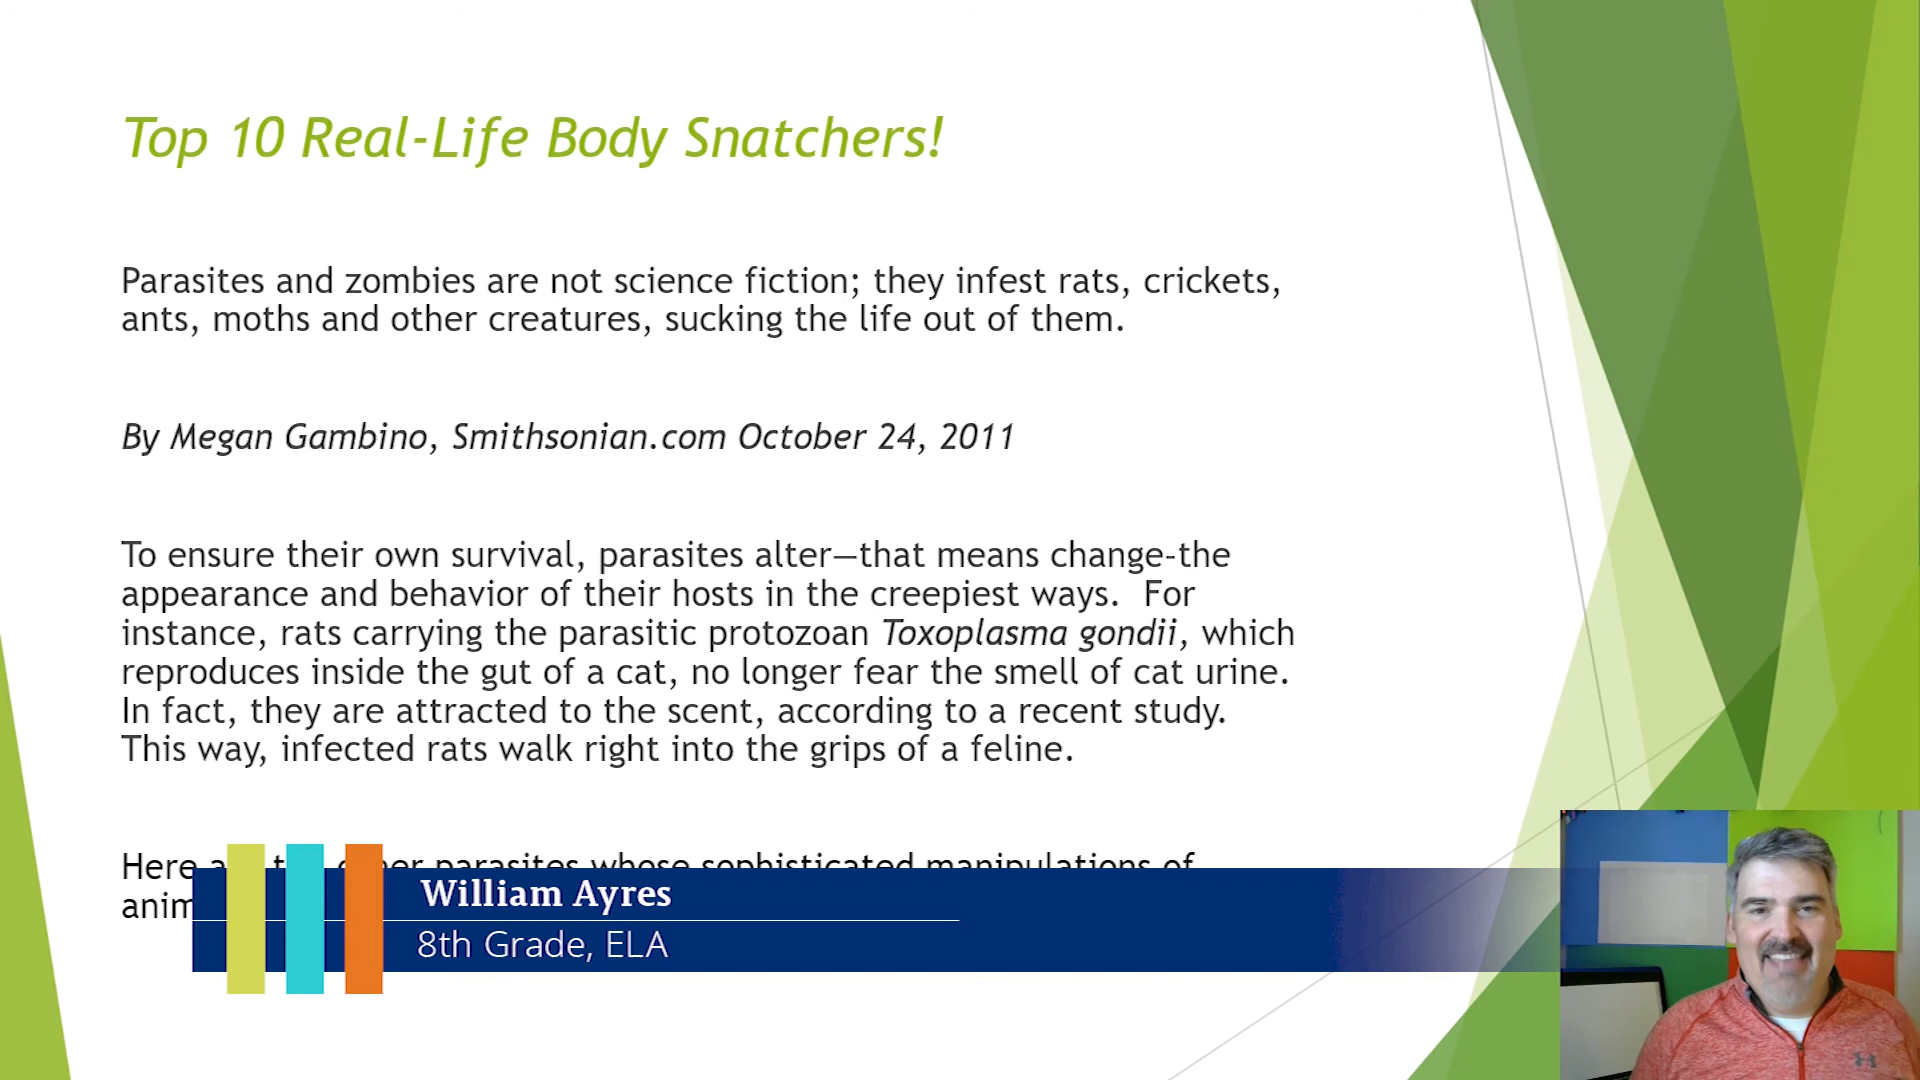 Top 10 Real-Life Body Snatchers!
Parasites and zombies are not science fiction; they infest rats, crickets,
ants, moths and other creatures, sucking the life out of them.
By Megan Gambino, Smithsonian.com October 24, 2011
To ensure their own survival, parasites alter—that means change-the
appearance and behavior of their hosts in the creepiest ways.  For
instance, rats carrying the parasitic protozoan Toxoplasma gondii, which
reproduces inside the gut of a cat, no longer fear the smell of cat urine.
In fact, they are attracted to the scent, according to a recent study.
This way, infected rats walk right into the grips of a feline.
Here parasites whose sophisticated manipulations of
William Ayres
8th Grade, ELA